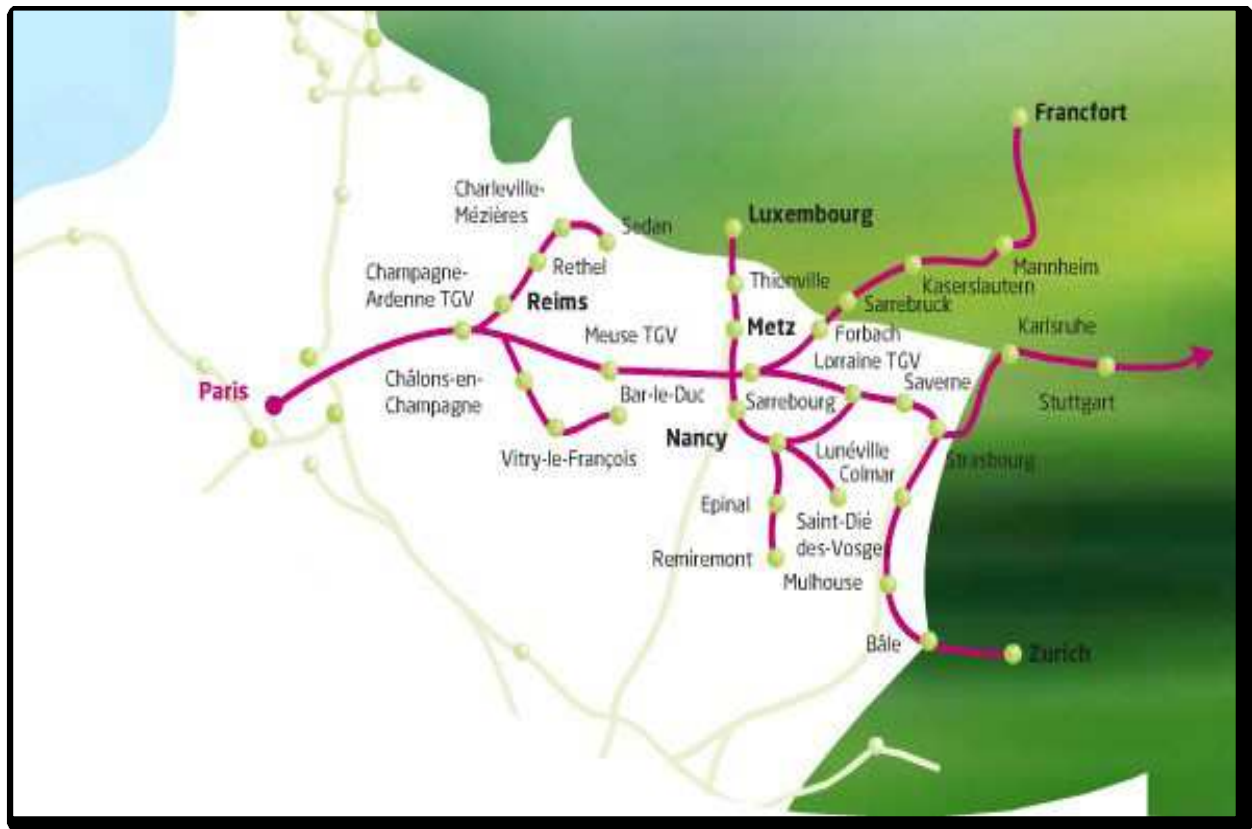 Francfort
Charleville-
Mézières
Sedan
Luxembourg
Rethel
Mannheim
Champagne-
Ardenne TGV
Thionville
Kaserslautern
Reims
Sarrebruck
Meuse TGV
Metz
Forbach
Karlsruhe
Lorraine TGV
Paris
Châlons-en-
Champagne
Bar-le-Duc
Sarrebourg
Saverne
Stuttgart
Nancy
Vitry-le-François
Lunéville
Strasbourg
Colmar
Epinal
Saint-Dié
des-Vosges
Remiremont
Mulhouse
Bâle
Zurich